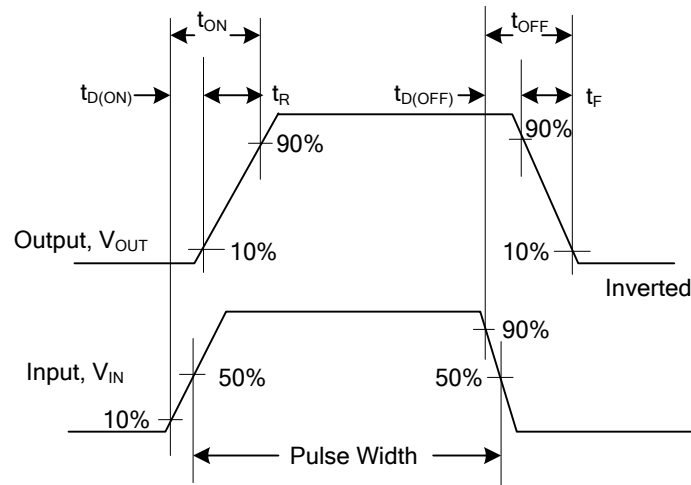 tON
tOFF
tD(ON)
tR
tD(OFF)
tF
90%
90%
Output, VOUT
10%
10%
Inverted
90%
Input, VIN
50%
50%
10%
Pulse Width